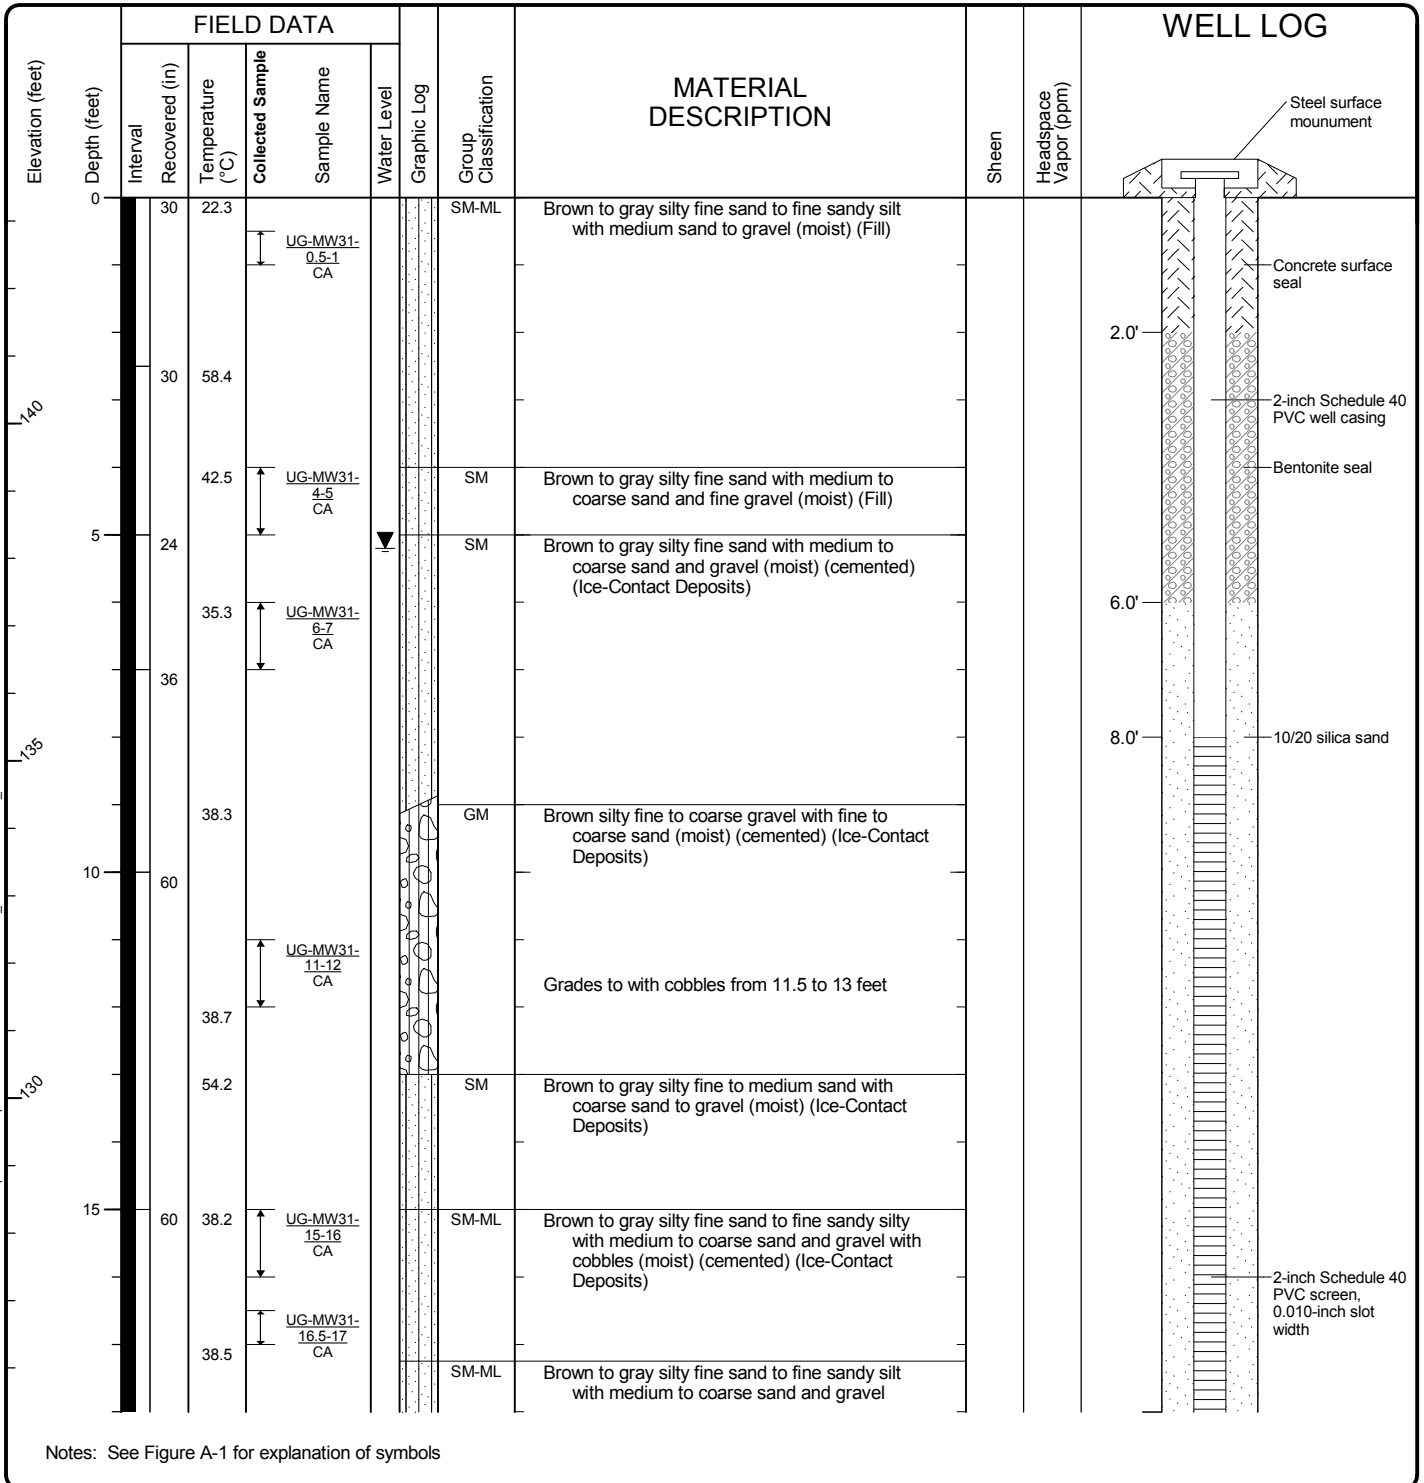 FIELD DATA
WELL LOG
Elevation (feet)
Depth (feet)
Interval
Recovered (in)
Temperature
(°C)
Collected Sample
Sample Name
Water Level
Graphic Log
Group
Classification
MATERIAL
DESCRIPTION
Sheen
Headspace
Vapor (ppm)
Steel surface
mounument
0
30
22.3
SM-ML
Brown to gray silty fine sand to fine sandy silt
with medium sand to gravel (moist) (Fill)
UG-MW31-
0.5-1
CA
Concrete surface
seal
2.0'
30
58.4
140
2-inch Schedule 40
PVC well casing
42.5
UG-MW31-
4-5
CA
SM
Brown to gray silty fine sand with medium to
coarse sand and fine gravel (moist) (Fill)
Bentonite seal
5
24
SM
Brown to gray silty fine sand with medium to
coarse sand and gravel (moist) (cemented)
(Ice-Contact Deposits)
35.3
UG-MW31-
6-7
CA
6.0'
36
135
8.0'
10/20 silica sand
38.3
GM
Brown silty fine to coarse gravel with fine to
coarse sand (moist) (cemented) (Ice-Contact
Deposits)
10
60
UG-MW31-
11-12
CA
Grades to with cobbles from 11.5 to 13 feet
38.7
130
54.2
SM
Brown to gray silty fine to medium sand with
coarse sand to gravel (moist) (Ice-Contact
Deposits)
15
60
38.2
UG-MW31-
15-16
CA
SM-ML
Brown to gray silty fine sand to fine sandy silty
with medium to coarse sand and gravel with
cobbles (moist) (cemented) (Ice-Contact
Deposits)
2-inch Schedule 40
PVC screen,
0.010-inch slot
width
UG-MW31-
16.5-17
CA
38.5
SM-ML
Brown to gray silty fine sand to fine sandy silt
with medium to coarse sand and gravel
Notes: See Figure A-1 for explanation of symbols